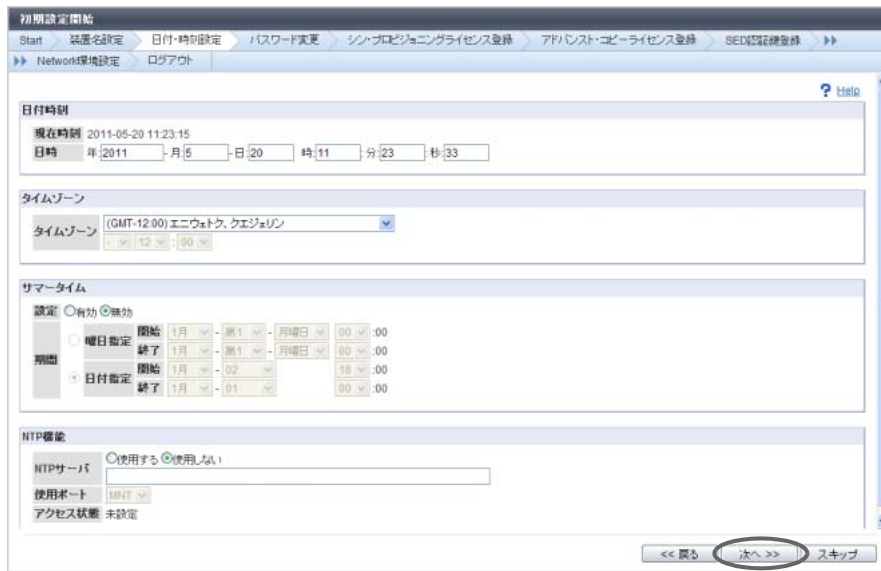 初期設定開始
Start 装置名設定 日付・時刻設定 パスワード変更 シン・プロビジョニングライセンス登録 アドバンスト・コピーライセンス登録 SED認証鍵登録
Network環境設定 ログアウト
? Help
日付時刻
現在時刻 2011-05-20 11:23:15
日時 年:2011 - 月:5 - 日:20 時:11 : 分:23 : 秒:33
タイムゾーン
タイムゾーン (GMT-12:00) エニウェトク、クエジェリン
- 12 : 00
サマータイム
設定 有効 無効
期間 曜日指定 開始 1月 - 第1 - 月曜日 00 :00
終了 1月 - 第1 - 月曜日 00 :00
日付指定 開始 1月 - 02 18 :00
終了 1月 - 01 00 :00
NTP機能
NTPサーバ 使用する 使用しない
使用ポート MNT
アクセス状態 未設定
<< 戻る 次へ >> スキップ